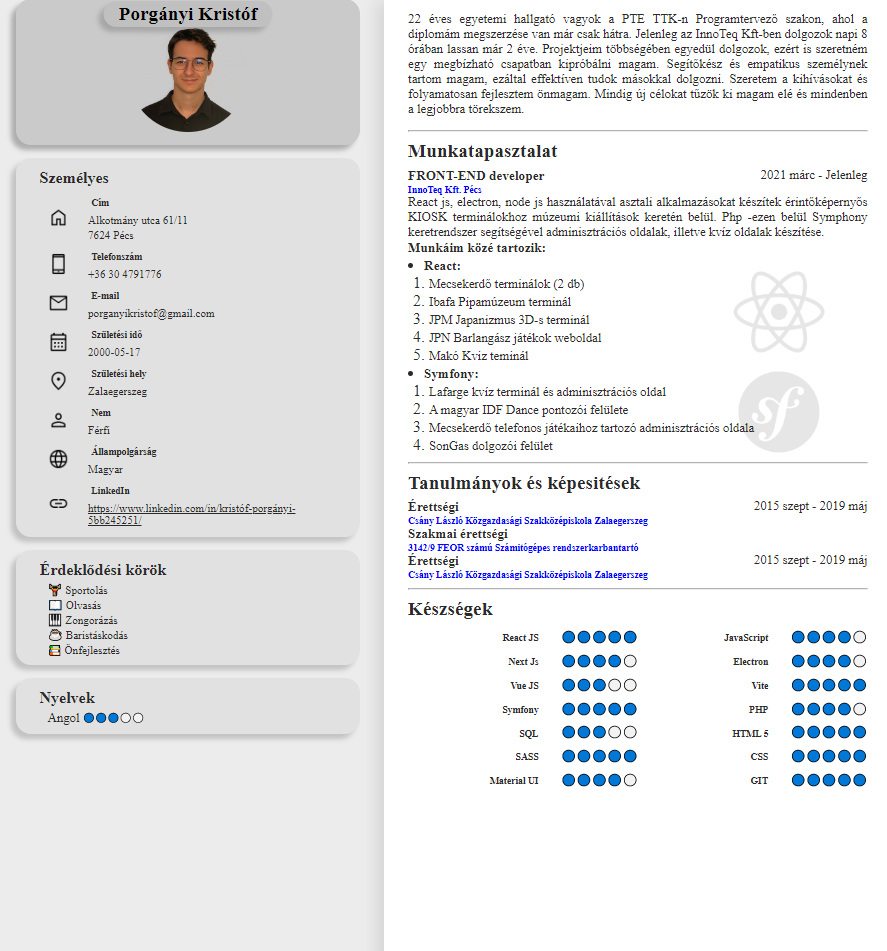 Porgányi Kristóf
Személyes
Cím
Alkotmány utca 61/11
7624 Pécs
Telefonszám
+36 30 4791776
E-mail
porganyikristof@gmail.com
Születési idő
2000-05-17
Születési hely
Zalaegerszeg
Nem
Férfi
Állampolgárság
Magyar
LinkedIn
https://www.linkedin.com/in/kristóf-porgányi-
5bb245251/
Érdeklődési körök
Sportolás
Olvasás
Zongorázás
Baristáskodás
Önfejlesztés
Nyelvek
Angol
22 éves egyetemi hallgató vagyok a PTE TTK-n Programtervező szakon, ahol a
diplomám megszerzése van már csak hátra. Jelenleg az InnoTeq Kft-ben dolgozok napi 8
órában lassan már 2 éve. Projektjeim többségében egyedül dolgozok, ezért is szeretném
egy megbízható csapatban kipróbálni magam. Segítőkész és empatikus személynek
tartom magam, ezáltal effektíven tudok másokkal dolgozni. Szeretem a kihívásokat és
folyamatosan fejlesztem önmagam. Mindig új célokat tűzök ki magam elé és mindenben
a legjobbra törekszem.
Munkatapasztalat
FRONT-END developer 2021 márc - Jelenleg
InnoTeq Kft. Pécs
React js, electron, node js használatával asztali alkalmazásokat készítek érintőképernyős
KIOSK terminálokhoz múzeumi kiállítások keretén belül. Php -ezen belül Symphony
keretrendszer segítségével adminisztrációs oldalak, illetve kvíz oldalak készítése.
Munkáim közé tartozik:
• React:
1. Mecsekerdő terminálok (2 db)
2. Ibafa Pipamúzeum terminál
3. JPM Japanizmus 3D-s terminál
4. JPN Barlangász játékok weboldal
5. Makó Kviz teminál
• Symfony:
1. Lafarge kvíz terminál és adminisztrációs oldal
2. A magyar IDF Dance pontozói felülete
3. Mecsekerdő telefonos játékaihoz tartozó adminisztrációs oldala
4. SonGas dolgozói felület
sf
Tanulmányok és képesitések
Érettségi 2015 szept - 2019 máj
Csány László Közgazdasági Szakközépiskola Zalaegerszeg
Szakmai érettségi
3142/9 FEOR számú Számitógépes rendszerkarbantartó
Érettségi 2015 szept - 2019 máj
Csány László Közgazdasági Szakközépiskola Zalaegerszeg
Készségek
React JS JavaScript
Next Js Electron
Vue JS Vite
Symfony PHP
SQL HTML 5
SASS CSS
Material UI GIT